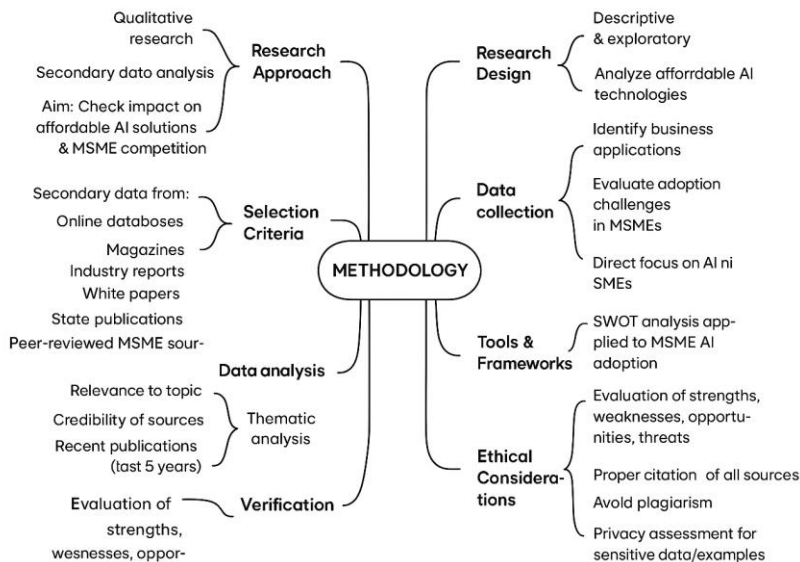 Qualitative
research
Secondary dato analysis
Aim: Check impact on
affordable AI solutions
& MSME competition
Research
Approach
Secondary data from:
Online databoses
Magazines
Industry reports
White papers
State publications
Peer-reviewed MSME sour-
Selection
Criteria
Data analysis
Relevance to topic
Credibility of sources
Recent publications
(last 5 years)
Thematic
analysis
Verification
Evaluation of
strengths,
wesnesses, oppor-
METHODOLOGY
Research
Design
Descriptive
& exploratory
Analyze afforrdable AI
technologies
Data
collection
Identify business
applications
Evaluate adoption
challenges
in MSMEs
Direct focus on AI ni
SMEs
Tools &
Frameworks
SWOT analysis app-
plied to MSME AI
adoption
Ethical
Considera-
tions
Evaluation of strengths,
weaknesses, opportu-
nities, threats
Proper citation of all sources
Avold plagiarism
Privacy assessment for
sensitive data/examples